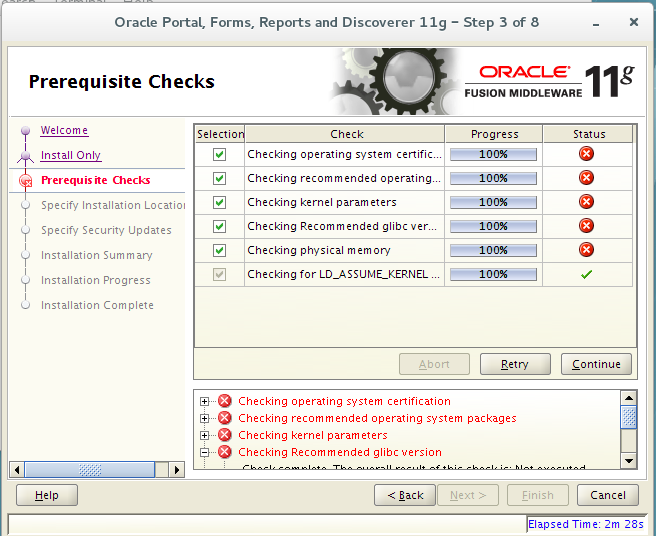 Oracle Portal, Forms, Reports and Discoverer 11g – Step 3 of 8
Prerequisite Checks
ORACLE
FUSION MIDDLEWARE
11g
Welcome
Install Only
Prerequisite Checks
Specify Installation Location
Specify Security Updates
Installation Summary
Installation Progress
Installation Complete
Selection Check Progress Status
Checking operating system certific... 100%
Checking recommended operating... 100%
Checking kernel parameters 100%
Checking Recommended glibc ver... 100%
Checking physical memory 100%
Checking for LD_ASSUME_KERNEL ... 100%
Abort Retry Continue
Checking operating system certification
Checking recommended operating system packages
Checking kernel parameters
Checking Recommended glibc version
Check complete. The overall result of this check is: Not executed
Help < Back Next > Finish Cancel
Elapsed Time: 2m 28s